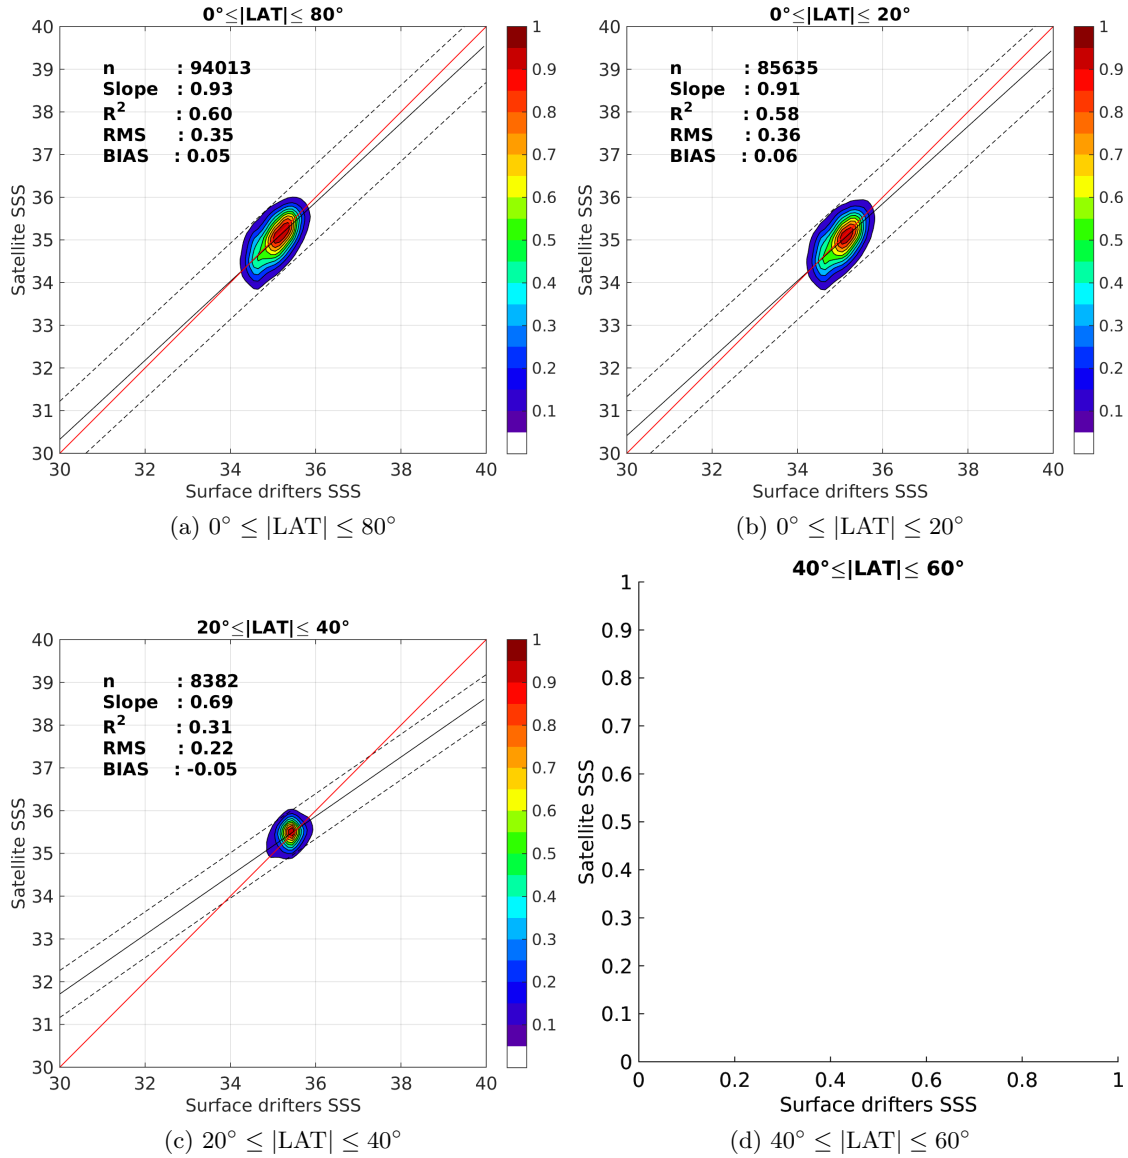 0°≤|LAT|≤ 80°
40
39
38
37
36
35
34
33
32
31
30
Satellite SSS
n : 94013
Slope : 0.93
R² : 0.60
RMS : 0.35
BIAS : 0.05
30 32 34 36 38 40
Surface drifters SSS
1
0.9
0.8
0.7
0.6
0.5
0.4
0.3
0.2
0.1
(a) 0° ≤ |LAT| ≤ 80°
0°≤|LAT|≤ 20°
40
39
38
37
36
35
34
33
32
31
30
Satellite SSS
n : 85635
Slope : 0.91
R² : 0.58
RMS : 0.36
BIAS : 0.06
30 32 34 36 38 40
Surface drifters SSS
1
0.9
0.8
0.7
0.6
0.5
0.4
0.3
0.2
0.1
(b) 0° ≤ |LAT| ≤ 20°
20°≤|LAT|≤ 40°
40
39
38
37
36
35
34
33
32
31
30
Satellite SSS
n : 8382
Slope : 0.69
R² : 0.31
RMS : 0.22
BIAS : -0.05
30 32 34 36 38 40
Surface drifters SSS
1
0.9
0.8
0.7
0.6
0.5
0.4
0.3
0.2
0.1
(c) 20° ≤ |LAT| ≤ 40°
40°≤|LAT|≤ 60°
1
0.9
0.8
0.7
0.6
0.5
0.4
0.3
0.2
0.1
0
Satellite SSS
0 0.2 0.4 0.6 0.8 1
Surface drifters SSS
(d) 40° ≤ |LAT| ≤ 60°